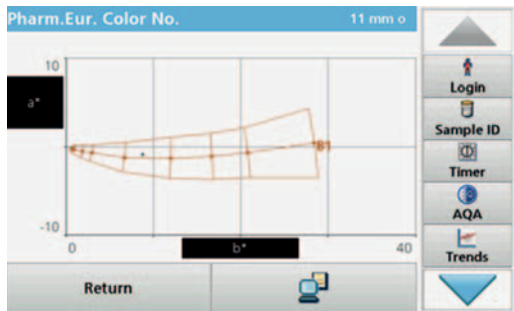 Pharm.Eur. Color No. 11 mm o
10
a*
B1
-10
0 b* 40
Return
Login
Sample ID
Timer
AQA
Trends